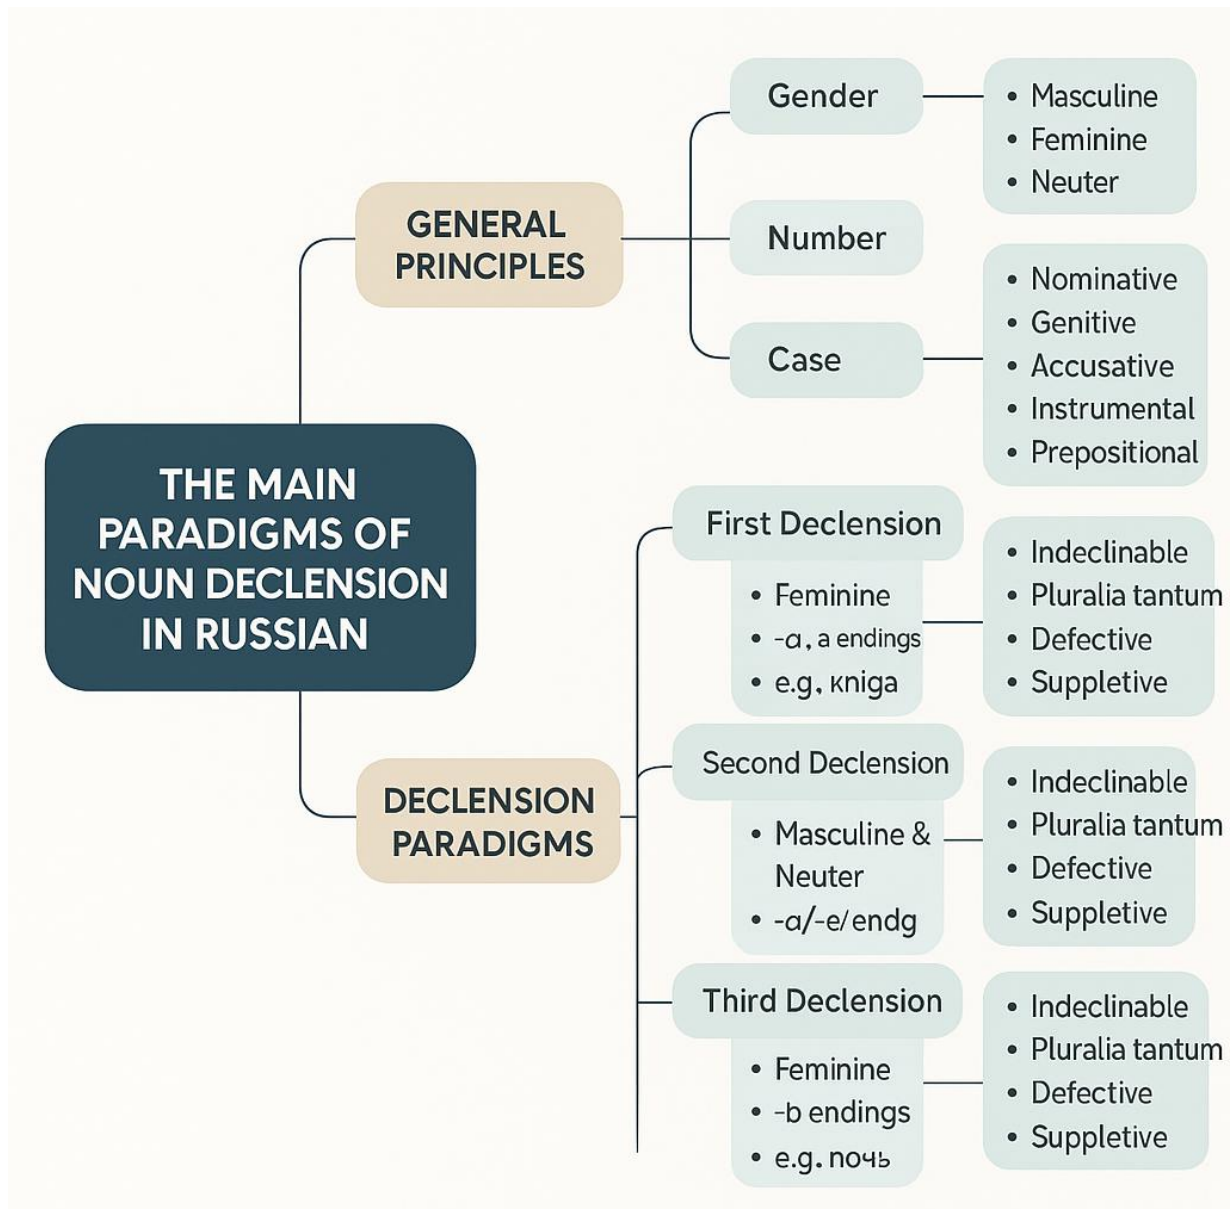 THE MAIN
PARADIGMS OF
NOUN DECLENSION
IN RUSSIAN
GENERAL
PRINCIPLES
Gender
• Masculine
• Feminine
• Neuter
Number
Case
• Nominative
• Genitive
• Accusative
• Instrumental
• Prepositional
DECLENSION
PARADIGMS
First Declension
• Feminine
• -a, a endings
• e.g, кniga
• Indeclinable
• Pluralia tantum
• Defective
• Suppletive
Second Declension
• Masculine &
Neuter
• -a/-e/endg
• Indeclinable
• Pluralia tantum
• Defective
• Suppletive
Third Declension
• Feminine
• -b endings
• e.g. noчь
• Indeclinable
• Pluralia tantum
• Defective
• Suppletive